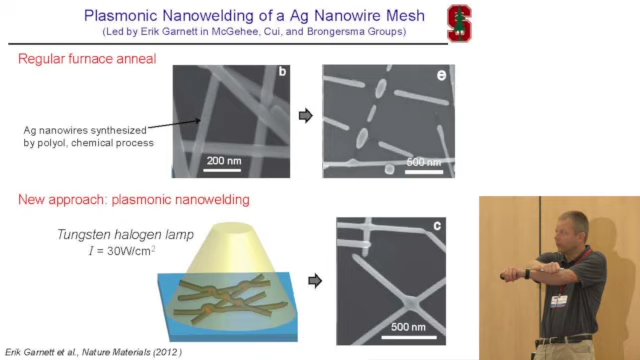 Plasmonic Nanowelding of a Ag Nanowire Mesh
(Led by Erik Garnett in McGehee, Cui, and Brongersma Groups)
Regular furnace anneal
b
e
Ag nanowires synthesized
by polyol, chemical process
200 nm
500 nm
New approach: plasmonic nanowelding
Tungsten halogen lamp
I = 30W/cm²
c
500 nm
Erik Garnett et al., Nature Materials (2012)